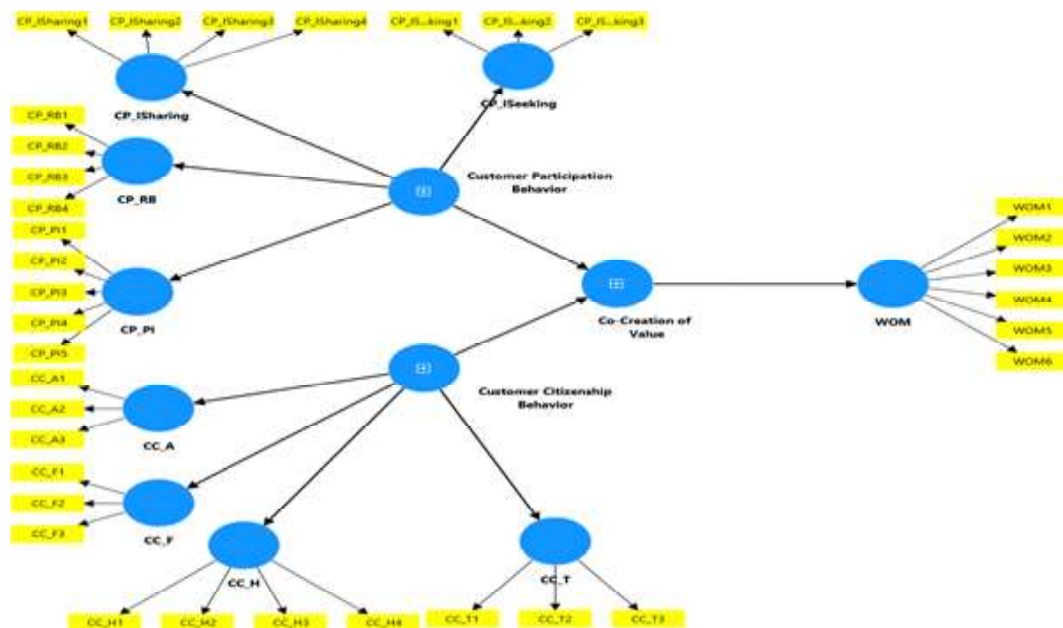 CP_ISharing1
CP_ISharing2
CP_ISharing3
CP_ISharing4
CP_IS...king1
CP_IS...king2
CP_IS...king3
CP_ISharing
CP_ISeeking
CP_RB1
CP_RB2
CP_RB3
CP_RB4
CP_RB
Customer Participation
Behavior
CP_PI1
CP_PI2
CP_PI3
CP_PI4
CP_PI5
CP_PI
Co-Creation of
Value
WOM
WOM1
WOM2
WOM3
WOM4
WOM5
WOM6
Customer Citizenship
Behavior
CC_A1
CC_A2
CC_A3
CC_A
CC_F1
CC_F2
CC_F3
CC_F
CC_H
CC_T
CC_H1
CC_H2
CC_H3
CC_H4
CC_T1
CC_T2
CC_T3